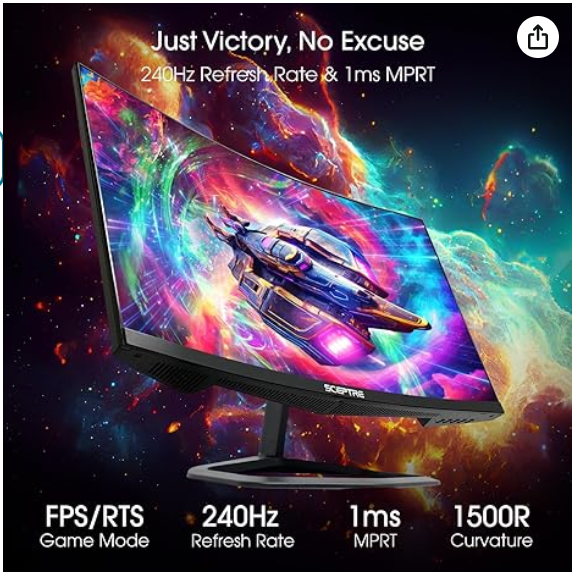 Just Victory, No Excuse
240Hz Refresh Rate & 1ms MPRT
SCEPTRE
FPS/RTS
Game Mode
240Hz
Refresh Rate
1ms
MPRT
1500R
Curvature